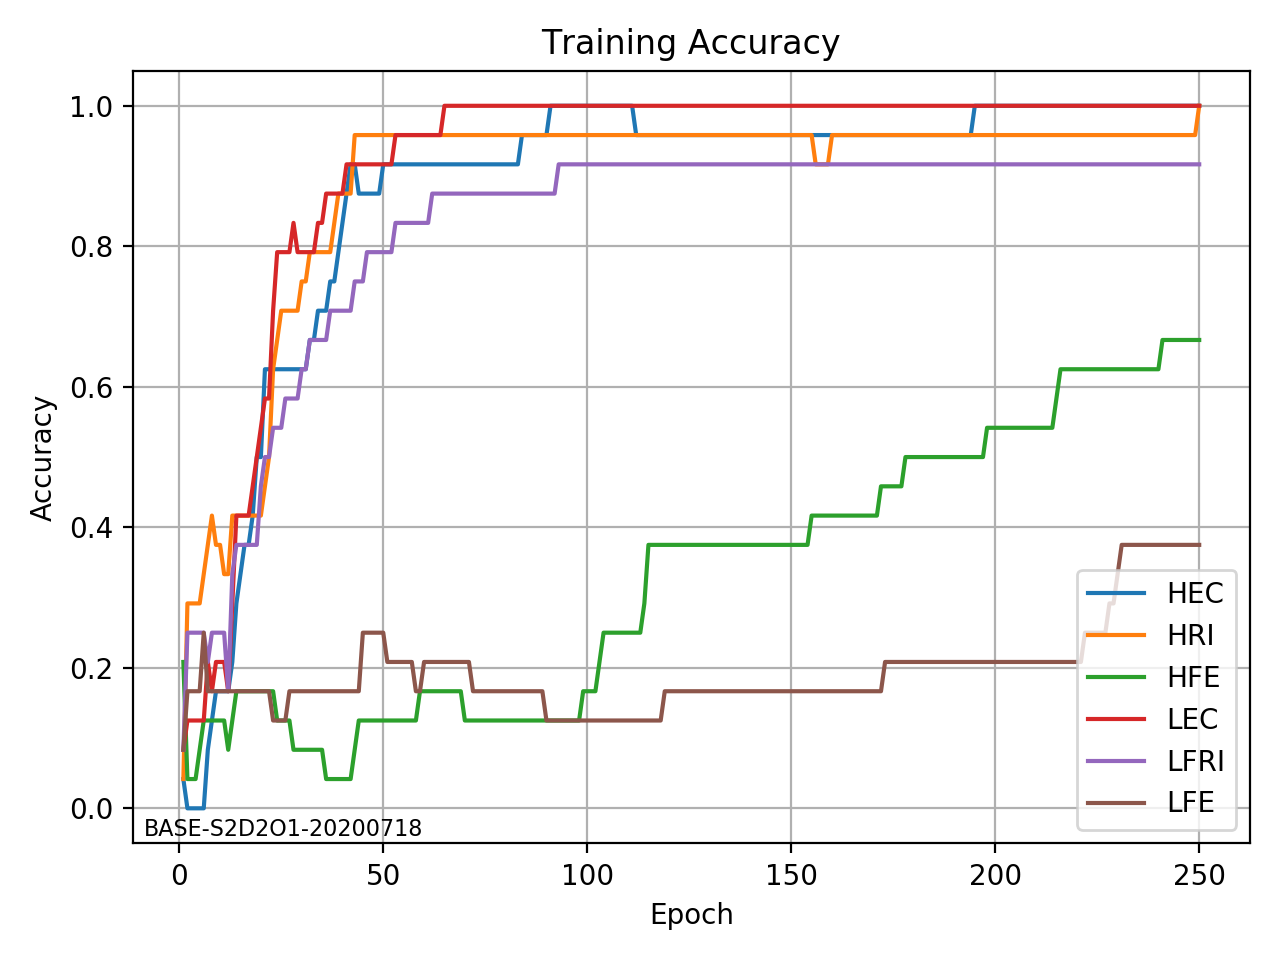 Training Accuracy
1.0
0.8
0.6
0.4
0.2
0.0
Accuracy
HEC
HRI
HFE
LEC
LFRI
LFE
BASE-S2D2O1-20200718
0 50 100 150 200 250
Epoch